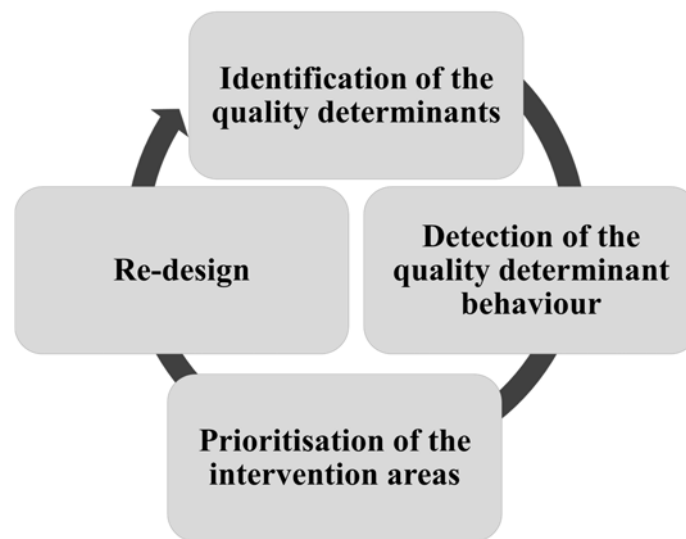 Identification of the
quality determinants
Detection of the
quality determinant
behaviour
Prioritisation of the
intervention areas
Re-design